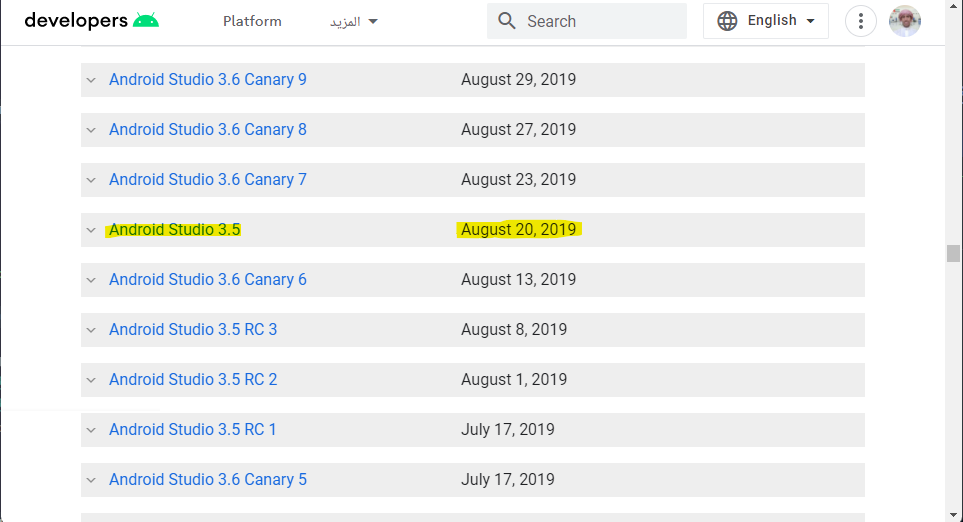 developers
Platform
المزيد
Search
English
Android Studio 3.6 Canary 9 August 29, 2019
Android Studio 3.6 Canary 8 August 27, 2019
Android Studio 3.6 Canary 7 August 23, 2019
Android Studio 3.5 August 20, 2019
Android Studio 3.6 Canary 6 August 13, 2019
Android Studio 3.5 RC 3 August 8, 2019
Android Studio 3.5 RC 2 August 1, 2019
Android Studio 3.5 RC 1 July 17, 2019
Android Studio 3.6 Canary 5 July 17, 2019